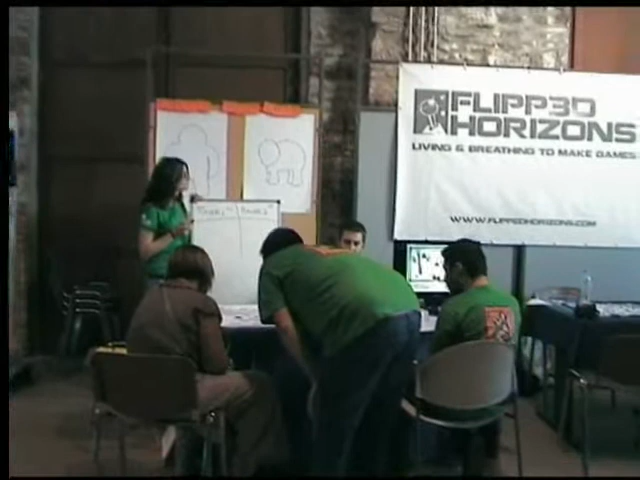 FLIPP3D
HORIZONS
LIVING & BREATHING TO MAKE GAMES
WWW.FLIPPEDHORIZONS.COM